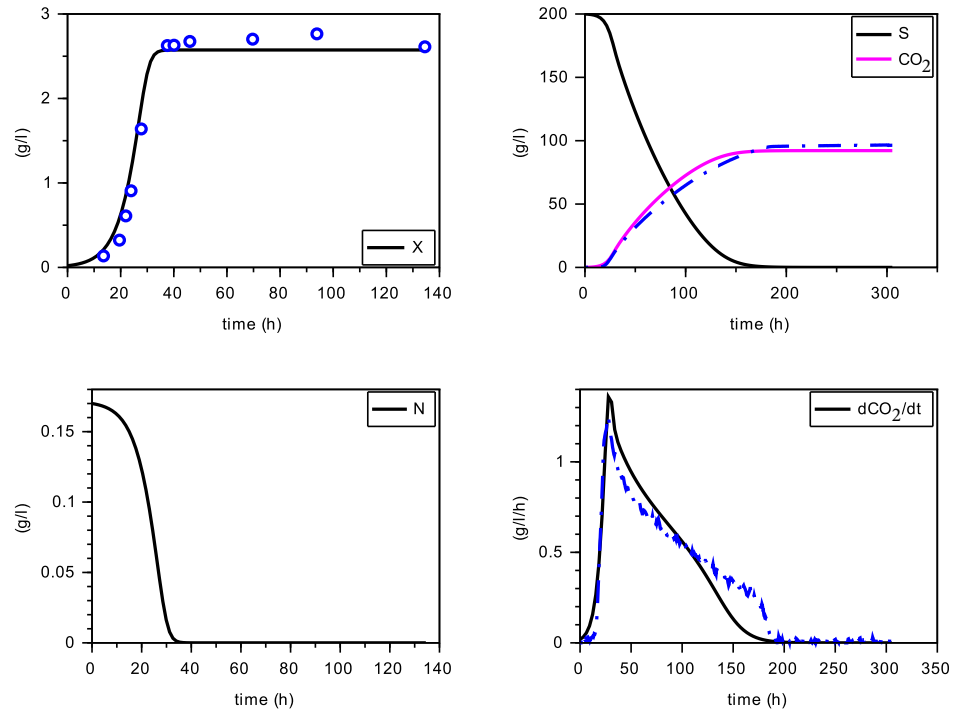 3
2
1
0
(g/l)
X
0 20 40 60 80 100 120 140
time (h)
200
150
100
50
0
(g/l)
S
CO2
0 100 200 300
time (h)
0.15
0.1
0.05
0
(g/l)
N
0 20 40 60 80 100 120 140
time (h)
1
0.5
0
(g/l/h)
dCO2/dt
0 50 100 150 200 250 300 350
time (h)